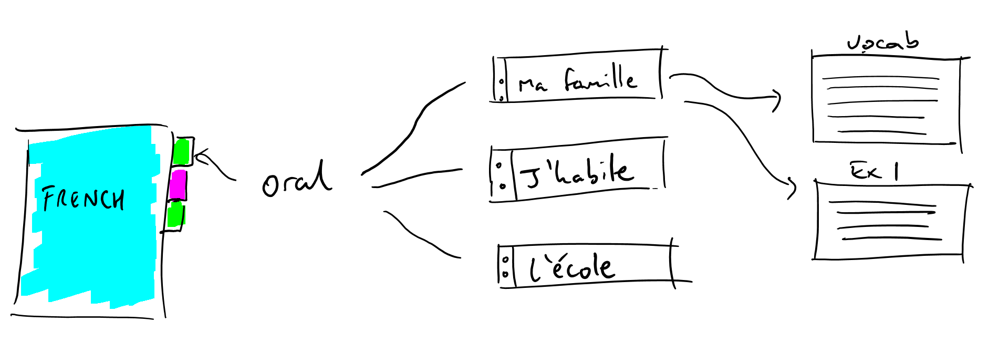 FRENCH
oral
Ma famille
J'habite
l'école
vocab
Ex 1